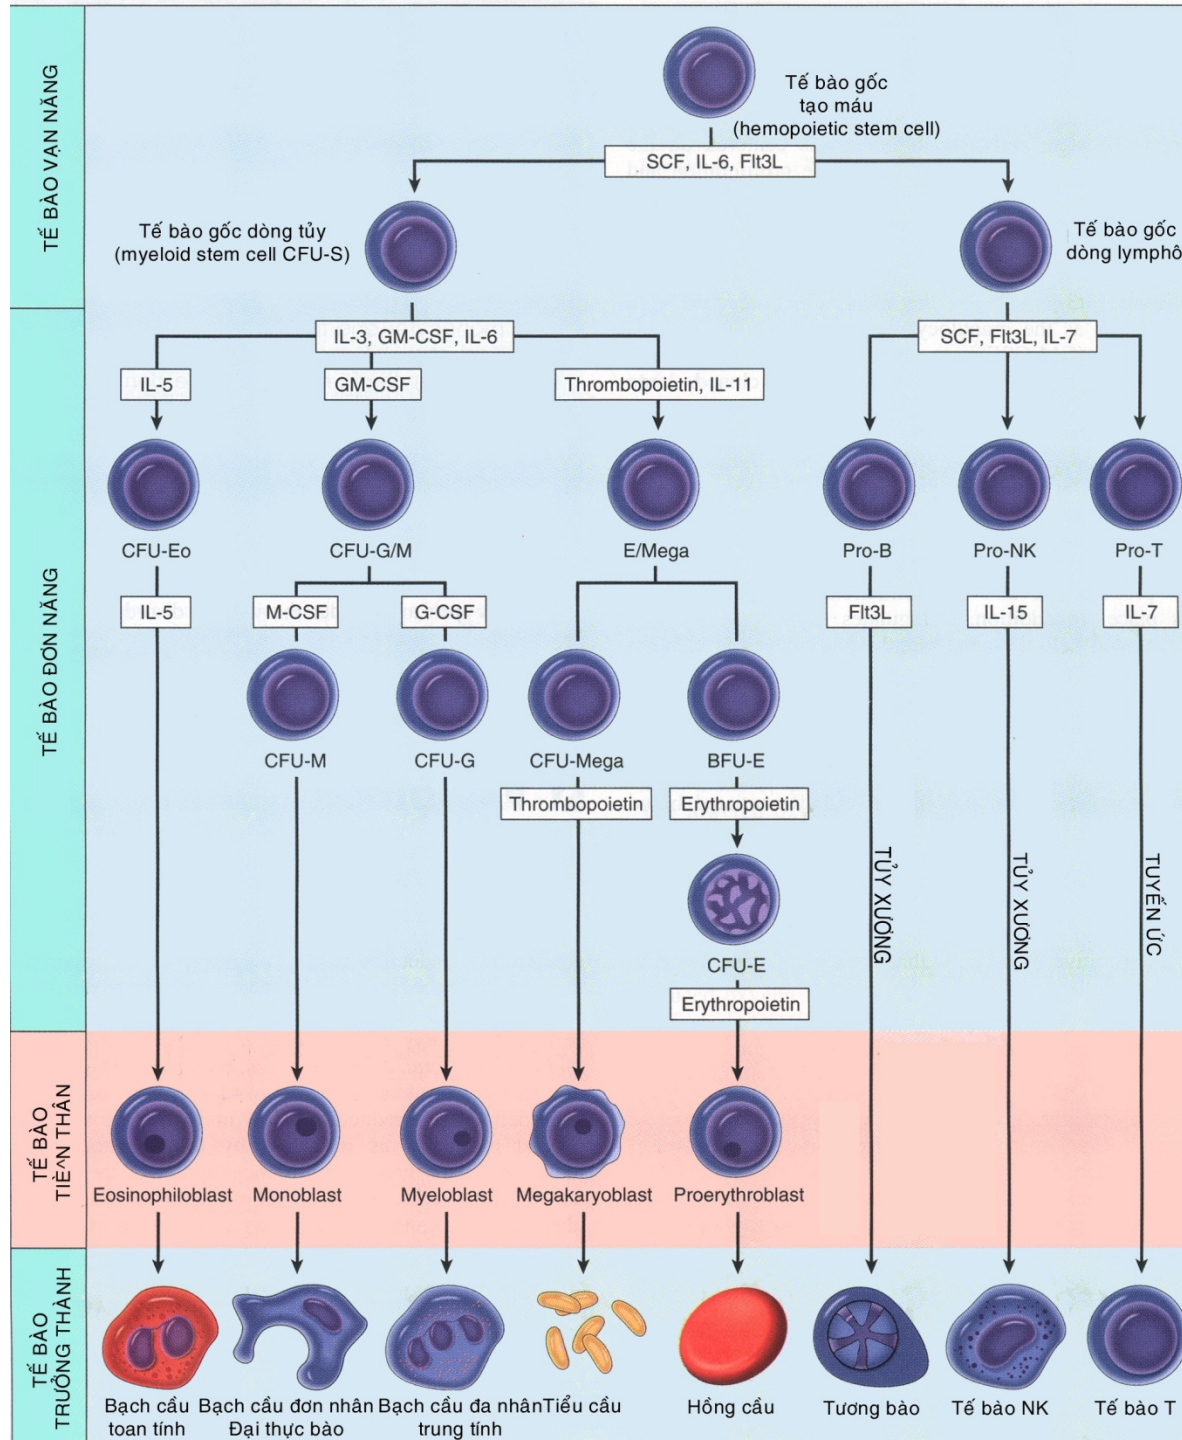 TẾ BÀO VẠN NĂNG
Tế bào gốc
tạo máu
(hemopoietic stem cell)
SCF, IL-6, Flt3L
Tế bào gốc dòng tủy
(myeloid stem cell CFU-S)
Tế bào gốc
dòng lymphô
TẾ BÀO ĐƠN NĂNG
IL-3, GM-CSF, IL-6
SCF, Flt3L, IL-7
IL-5
GM-CSF
Thrombopoietin, IL-11
CFU-Eo
CFU-G/M
E/Mega
Pro-B
Pro-NK
Pro-T
IL-5
M-CSF
G-CSF
Flt3L
IL-15
IL-7
CFU-M
CFU-G
CFU-Mega
BFU-E
Thrombopoietin
Erythropoietin
TỦY XƯƠNG
TỦY XƯƠNG
TUYẾN ỨC
CFU-E
Erythropoietin
TẾ BÀO
TIÈ^N THÂN
Eosinophiloblast
Monoblast
Myeloblast
Megakaryoblast
Proerythroblast
TẾ BÀO
TRƯỞNG THÀNH
Bạch cầu
toan tính
Bạch cầu đơn nhân
Đại thực bào
Bạch cầu đa nhân
trung tính
Tiểu cầu
Hồng cầu
Tương bào
Tế bào NK
Tế bào T